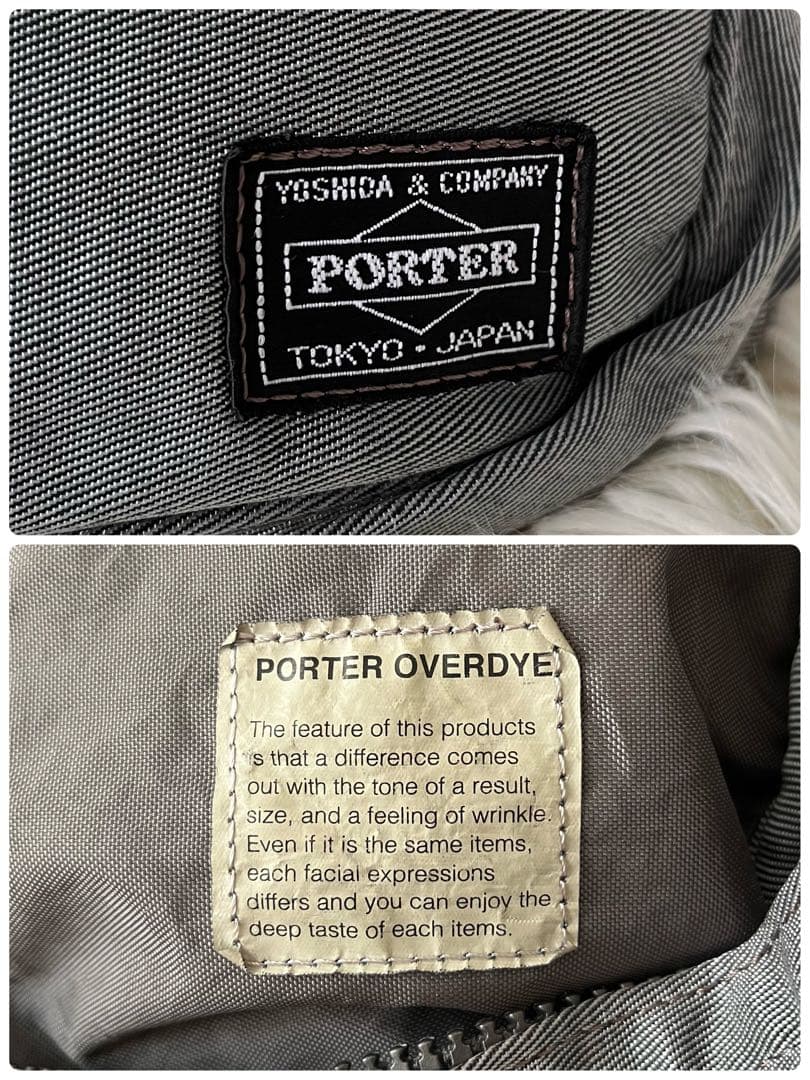 YOSHIDA & COMPANY
PORTER
TOKYO・JAPAN
PORTER OVERDYE
The feature of this products
is that a difference comes
out with the tone of a result,
size, and a feeling of wrinkle.
Even if it is the same items,
each facial expressions
differs and you can enjoy the
deep taste of each items.